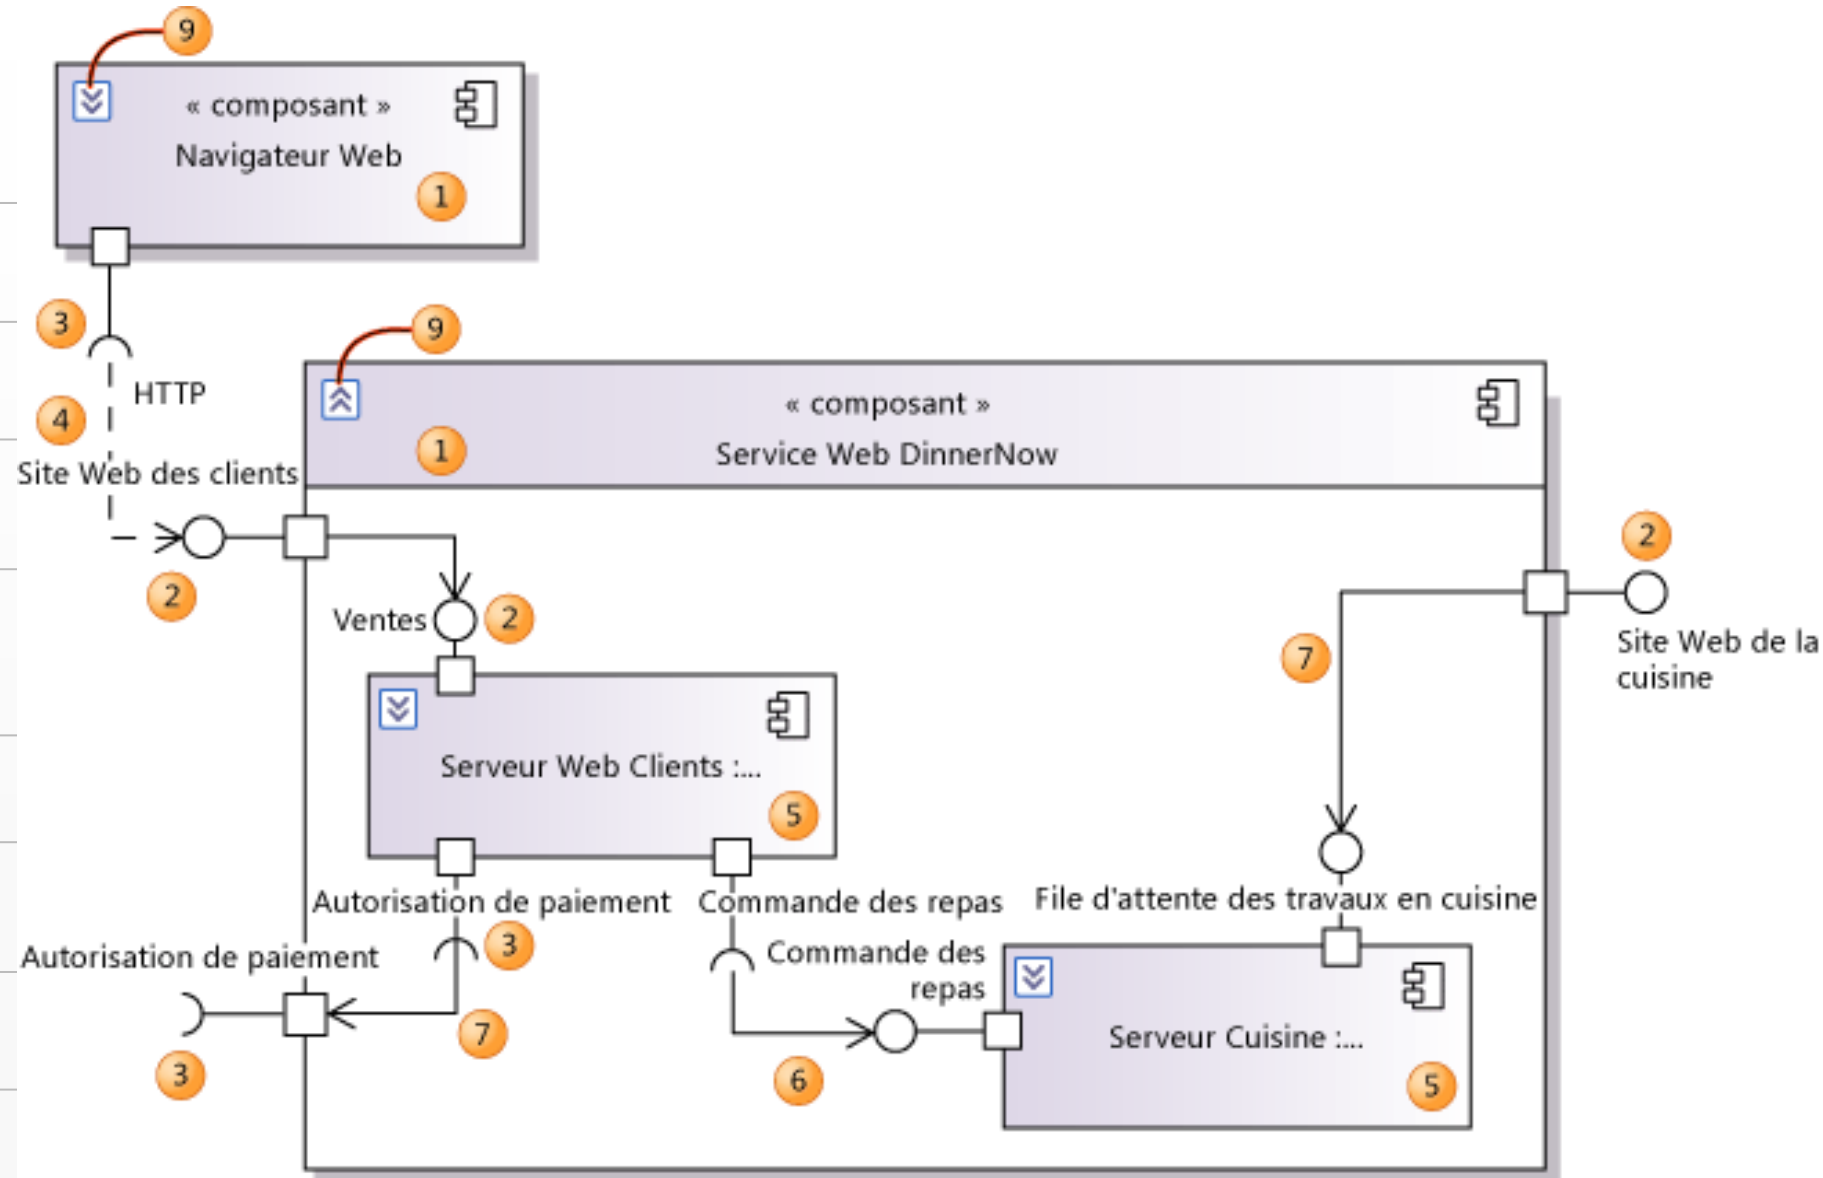 9
« composant »
Navigateur Web
1
3
9
HTTP
4
« composant »
1
Service Web DinnerNow
Site Web des clients
2
2
Ventes
2
Site Web de la
cuisine
7
Serveur Web Clients :...
5
Autorisation de paiement
Commande des repas
File d'attente des travaux en cuisine
3
Autorisation de paiement
Commande des
repas
7
Serveur Cuisine :...
3
6
5